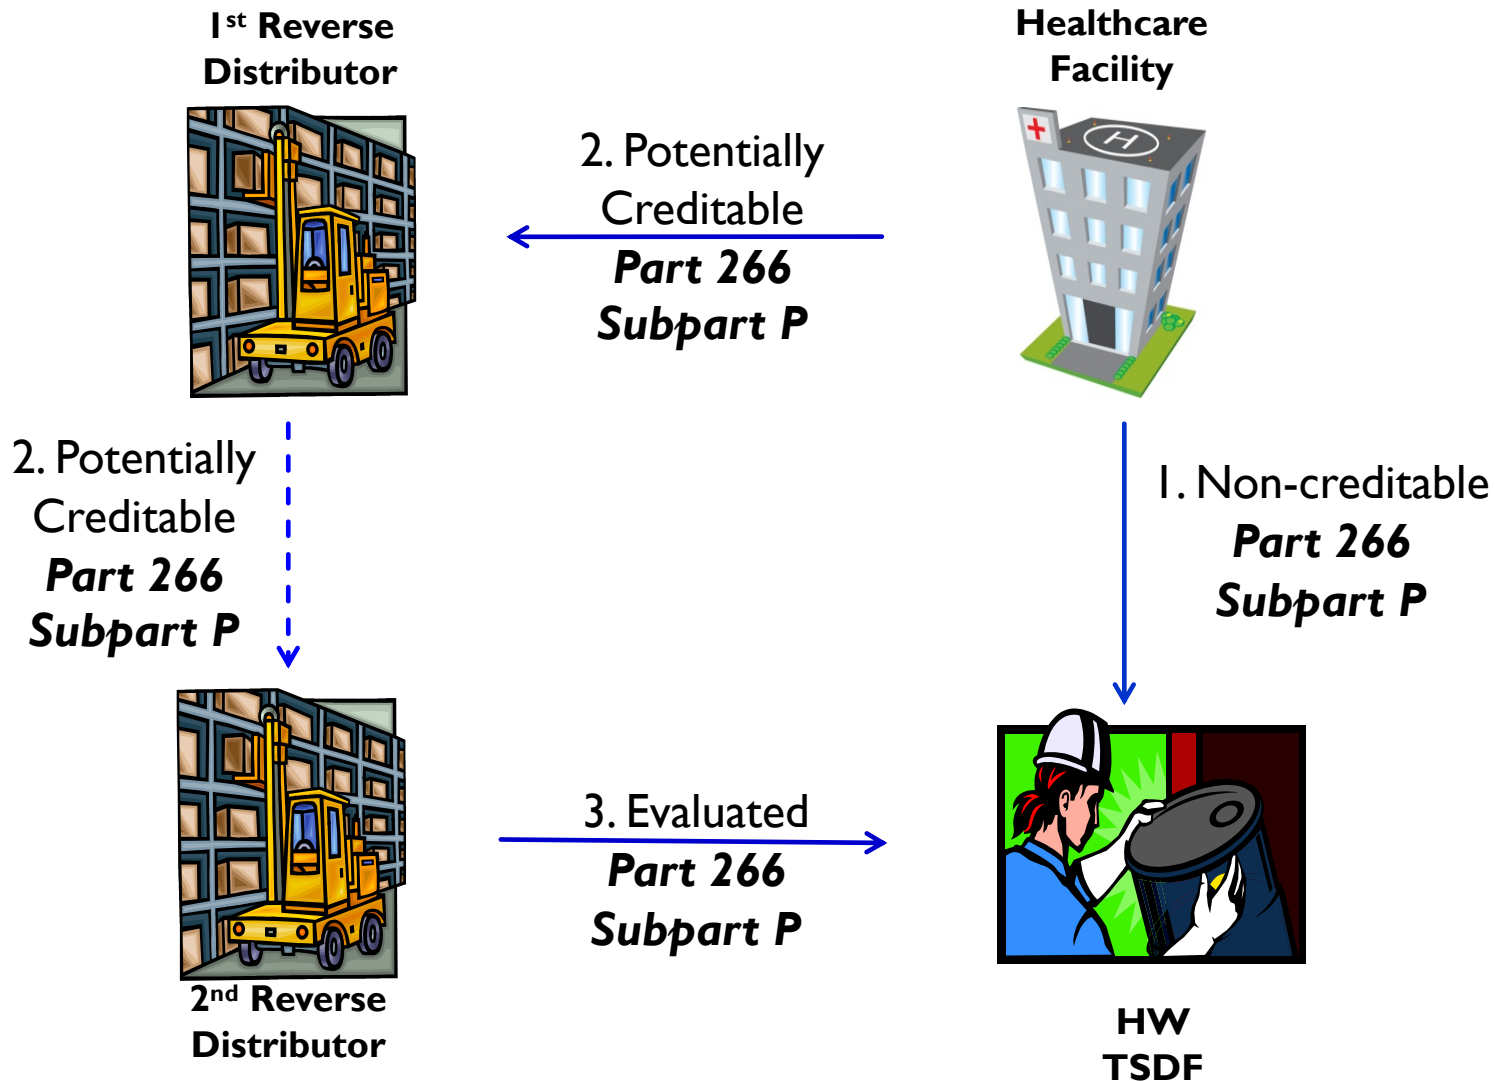 1st Reverse
Distributor
Healthcare
Facility
H
2. Potentially
Creditable
Part 266
Subpart P
2. Potentially
Creditable
Part 266
Subpart P
1. Non-creditable
Part 266
Subpart P
3. Evaluated
Part 266
Subpart P
2nd Reverse
Distributor
HW
TSDF